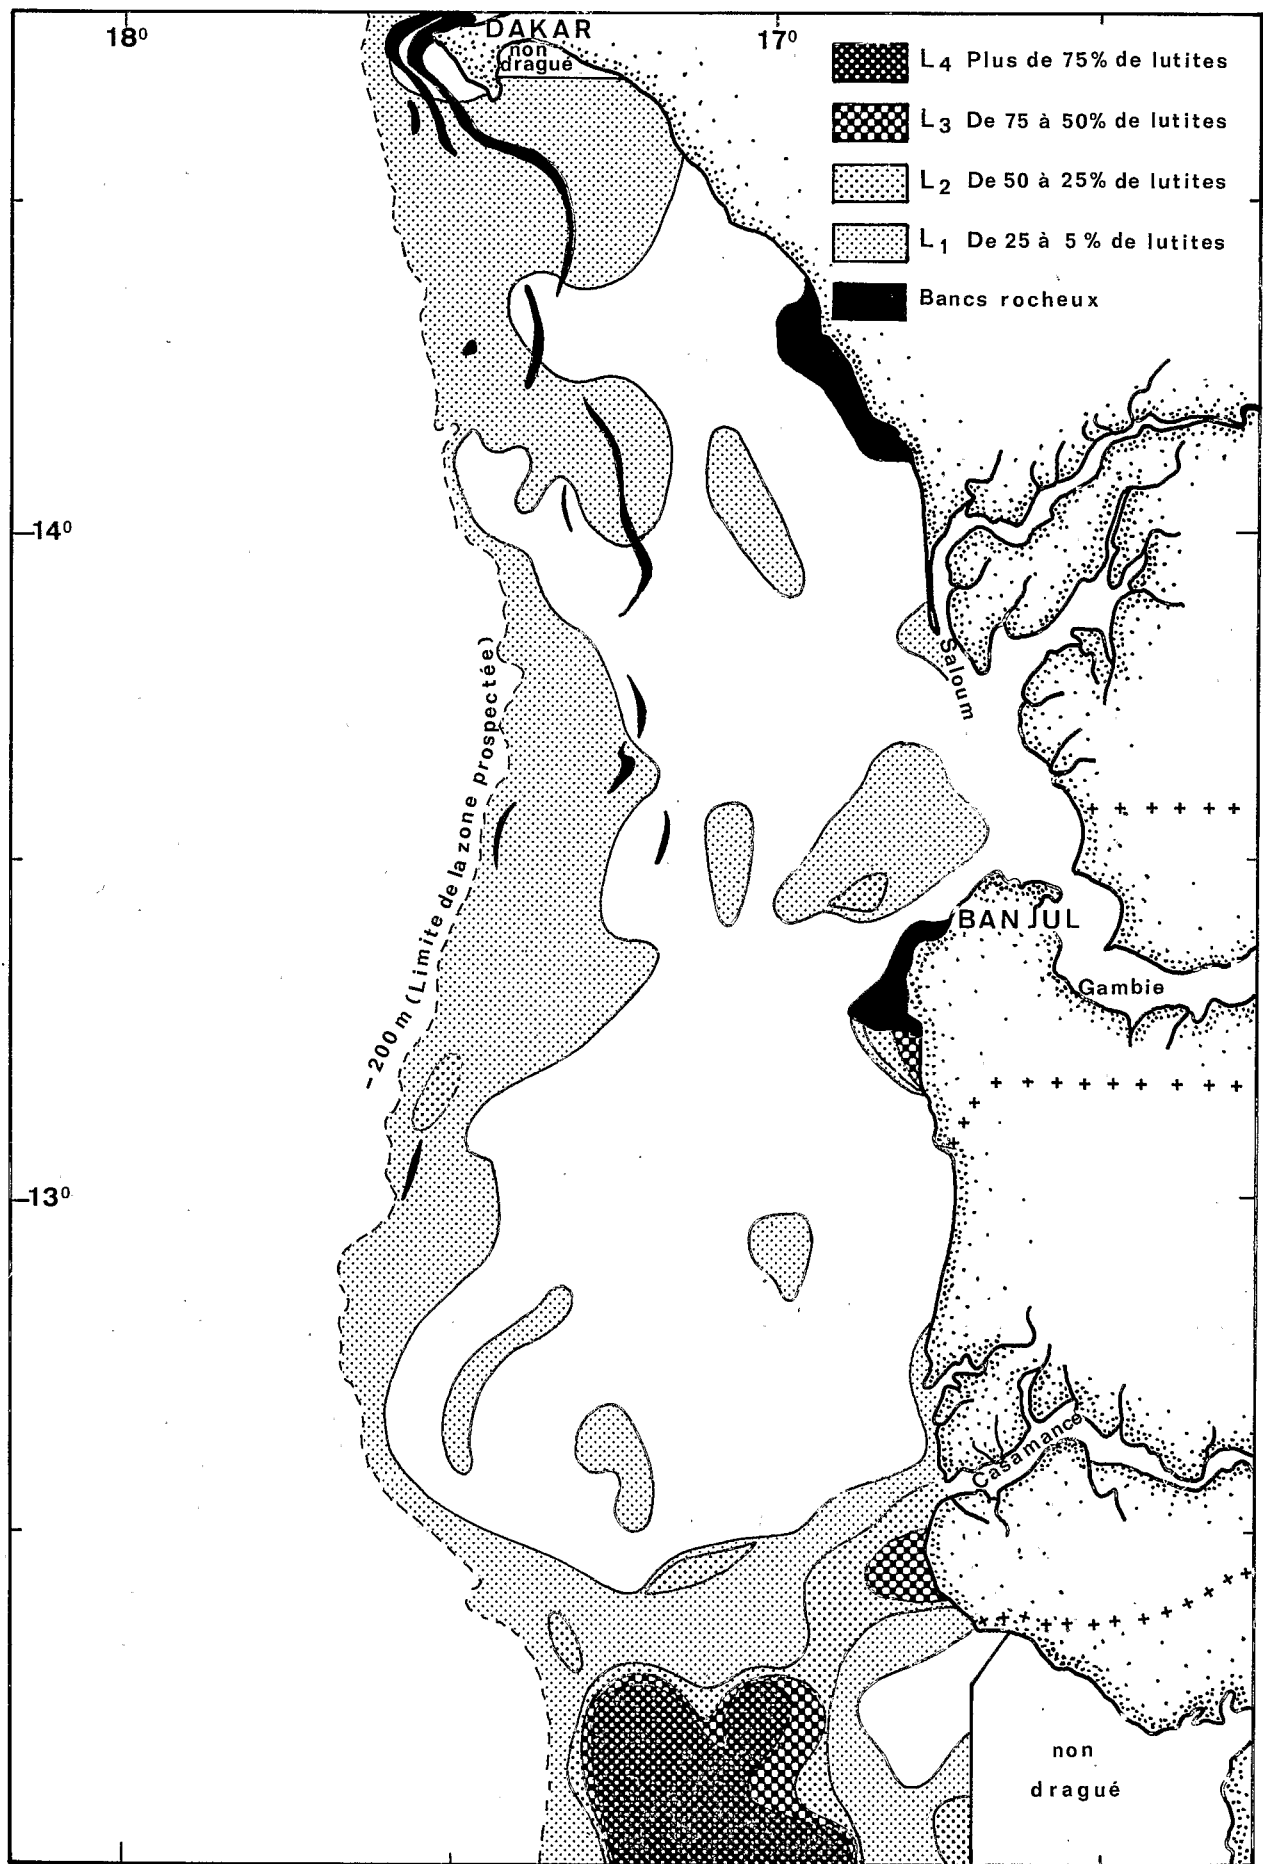 18⁰
DAKAR
non
dragué
17⁰
L4 Plus de 75% de lutites
L3 De 75 à 50% de lutites
L2 De 50 à 25% de lutites
L1 De 25 à 5 % de lutites
Bancs rocheux
14⁰
Saloum
-200m (Limite de la zone prospectée)
BANJUL
Gambie
13⁰
Casamance
non
dragué